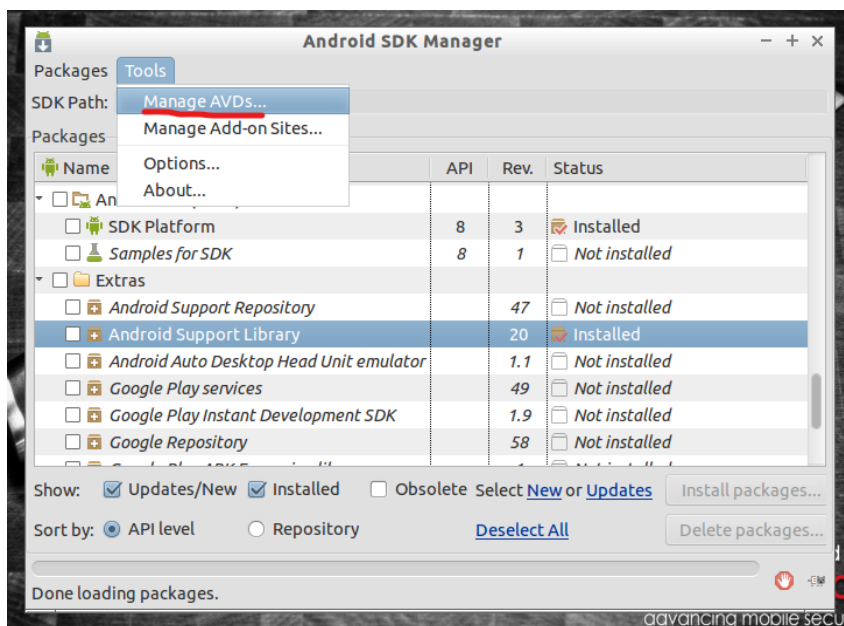 Android SDK Manager
Packages Tools
SDK Path:
Manage AVDs...
Manage Add-on Sites...
Options...
About...
Packages
Name API Rev. Status
An
SDK Platform 8 3 Installed
Samples for SDK 8 1 Not installed
Extras
Android Support Repository 47 Not installed
Android Support Library 20 Installed
Android Auto Desktop Head Unit emulator 1.1 Not installed
Google Play services 49 Not installed
Google Play Instant Development SDK 1.9 Not installed
Google Repository 58 Not installed
Show: Updates/New Installed Obsolete Select New or Updates Install packages...
Sort by: API level Repository Deselect All Delete packages...
Done loading packages.
advancing mobile secu